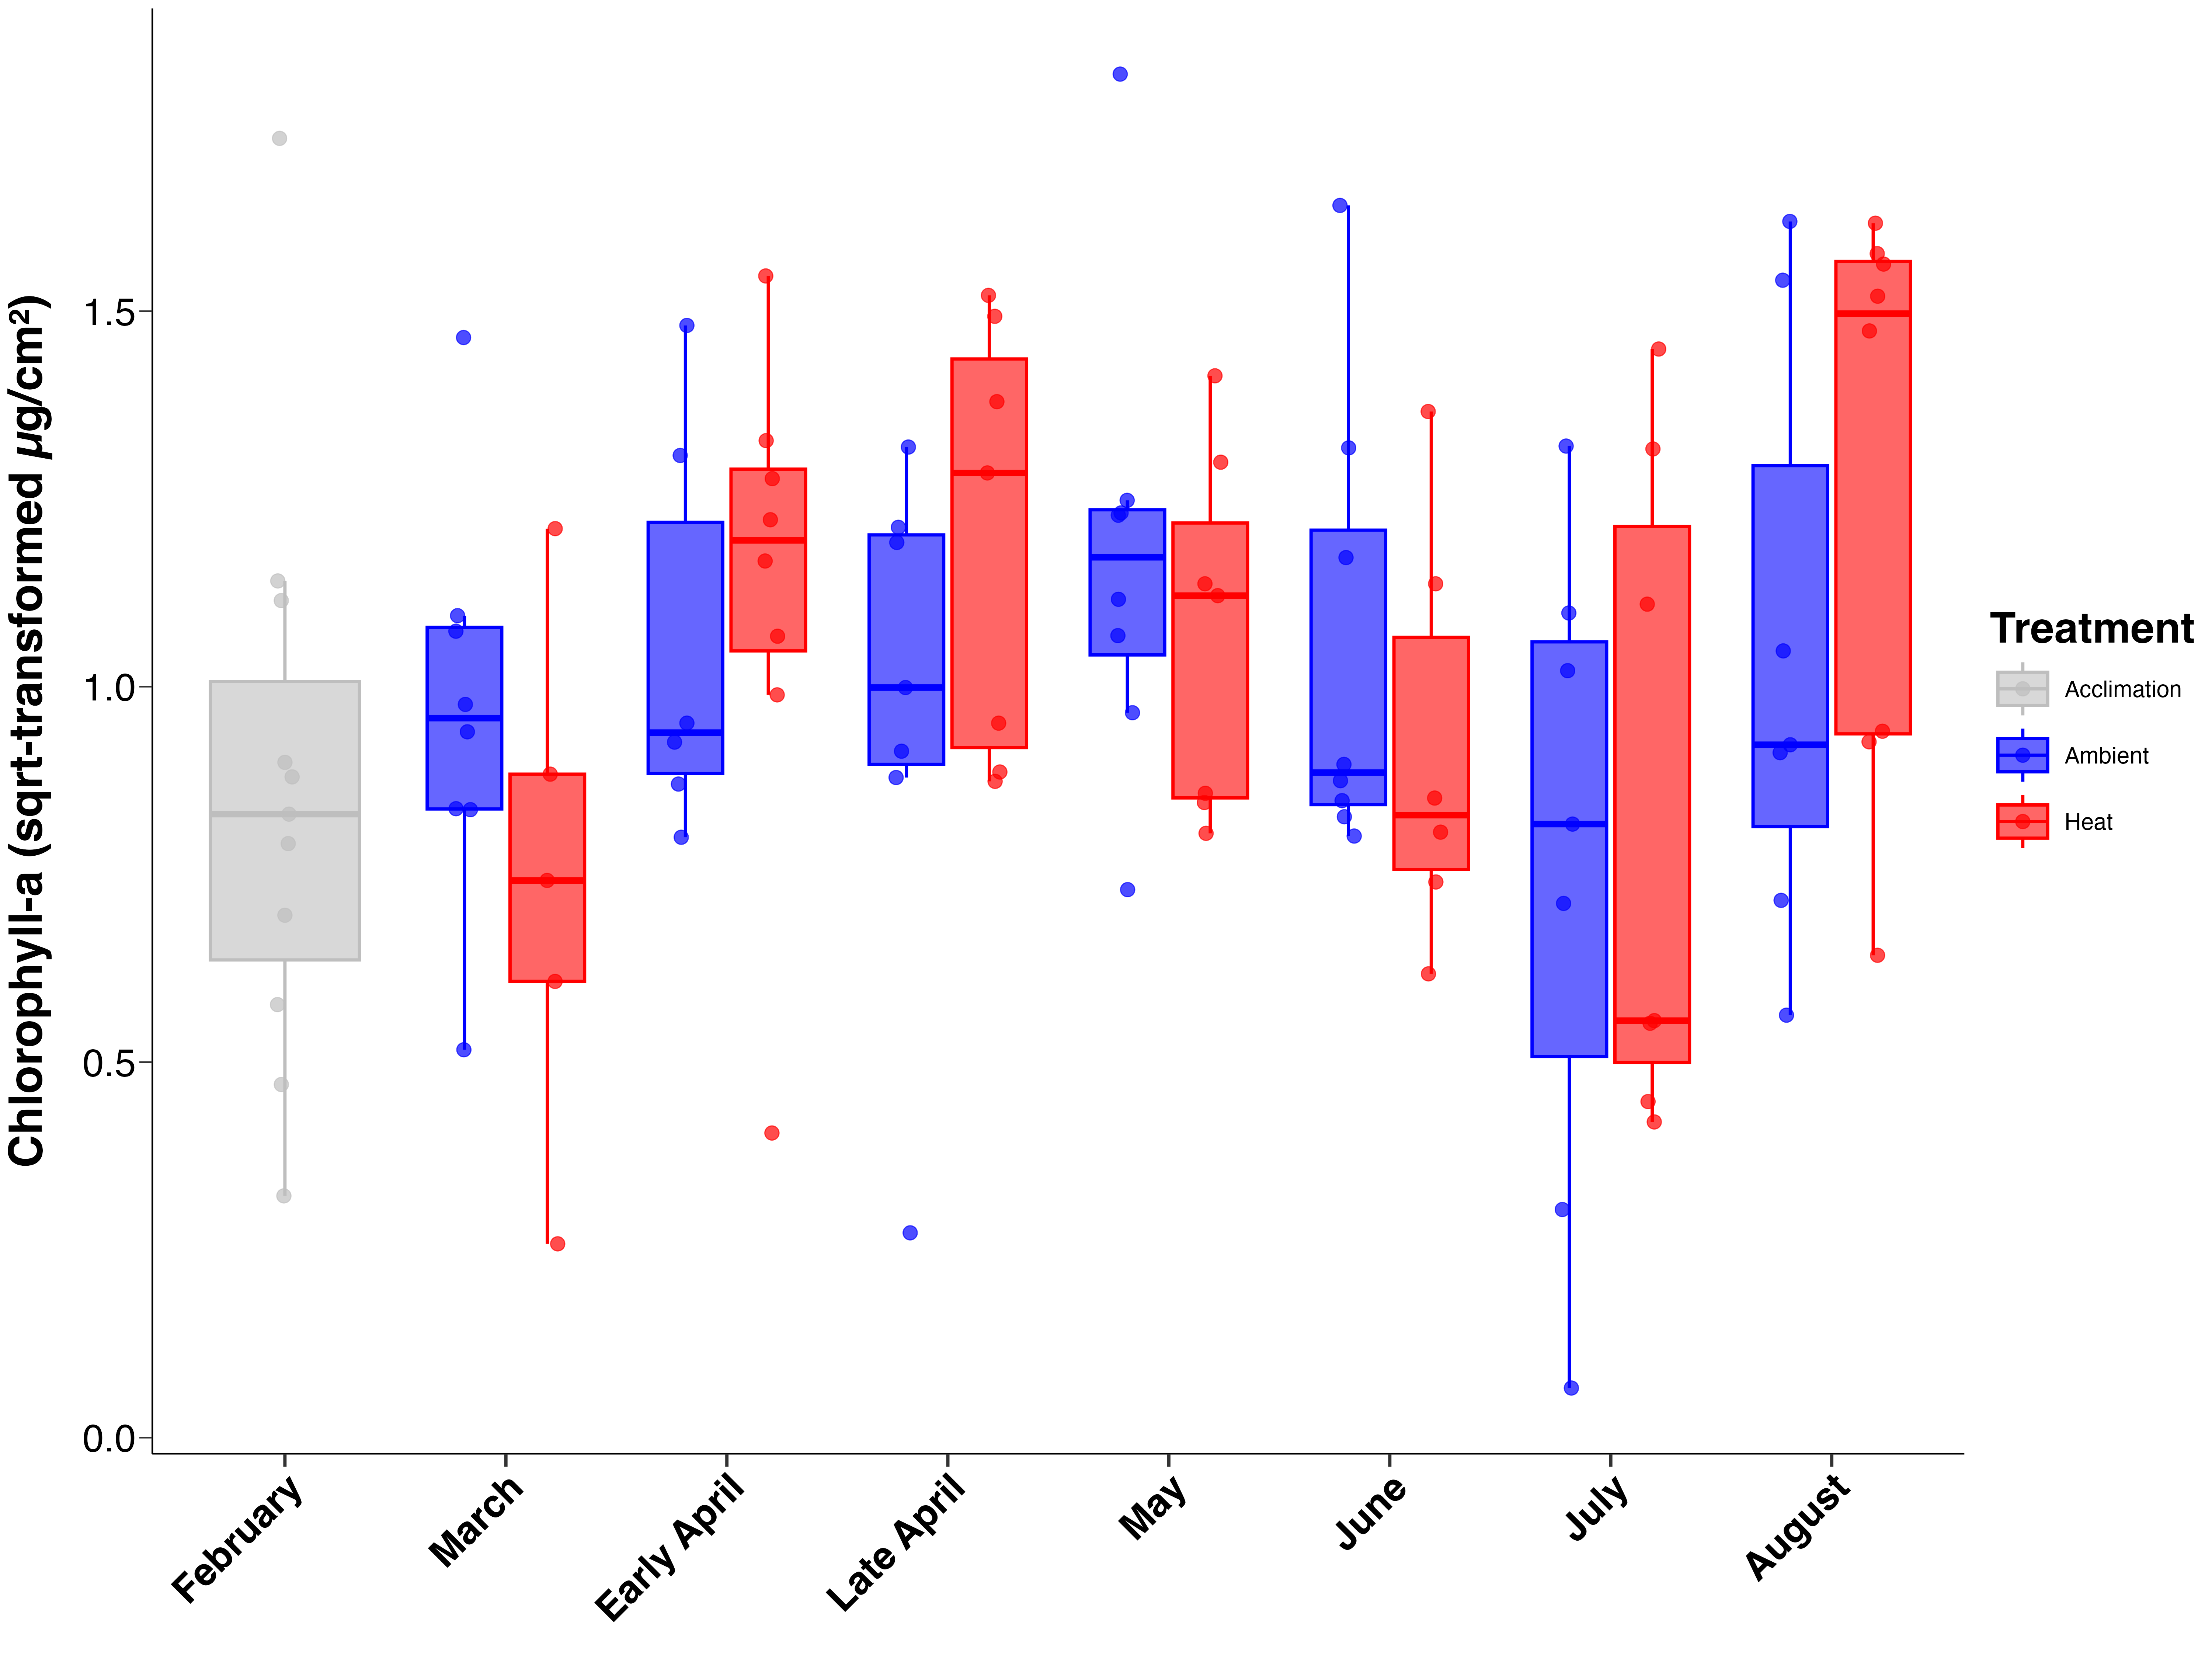 Chlorophyll-a (sqrt-transformed µg/cm²)
1.5
1.0
0.5
0.0
February
March
Early April
Late April
May
June
July
August
Treatment
Acclimation
Ambient
Heat